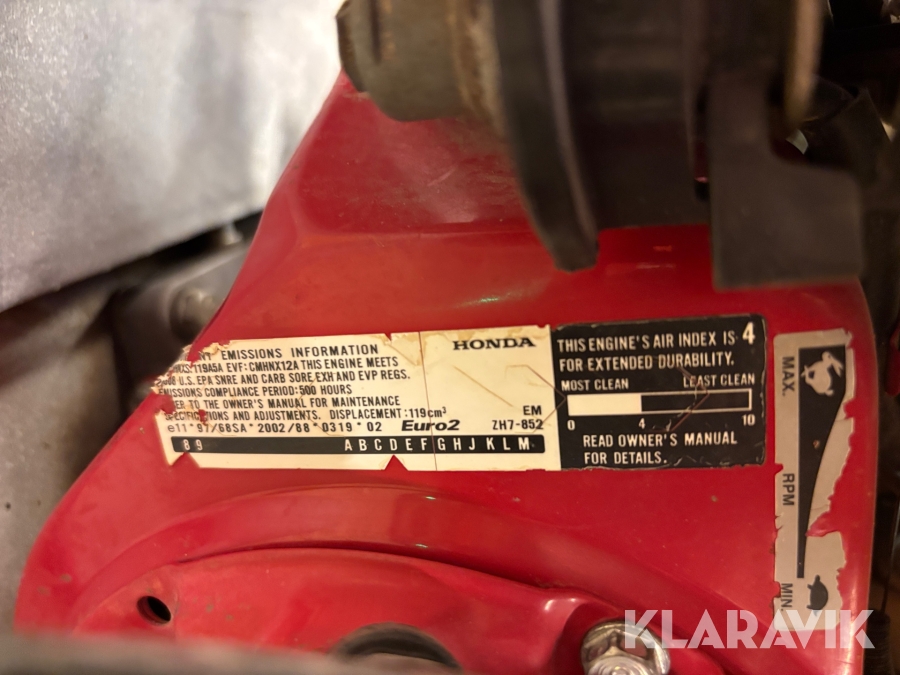 EMISSIONS INFORMATION
119A5A EVF: CMHNX12A THIS ENGINE MEETS
U.S. EPA SNRE AND CARB SORE, EXH AND EVP REGS.
EMISSIONS COMPLIANCE PERIOD: 500 HOURS
TO THE OWNER'S MANUAL FOR MAINTENANCE
SPECIFICATIONS AND ADJUSTMENTS. DISPLACEMENT: 119cm³
e11*97/68SA*2002/88*0319*02 Euro2
8 9 A B C D E F G H J K L M
HONDA
EM
ZH7-852
THIS ENGINE'S AIR INDEX IS 4
FOR EXTENDED DURABILITY.
MOST CLEAN LEAST CLEAN
0 4 10
READ OWNER'S MANUAL
FOR DETAILS.
MAX.
RPM
MIN
KLARAVIK